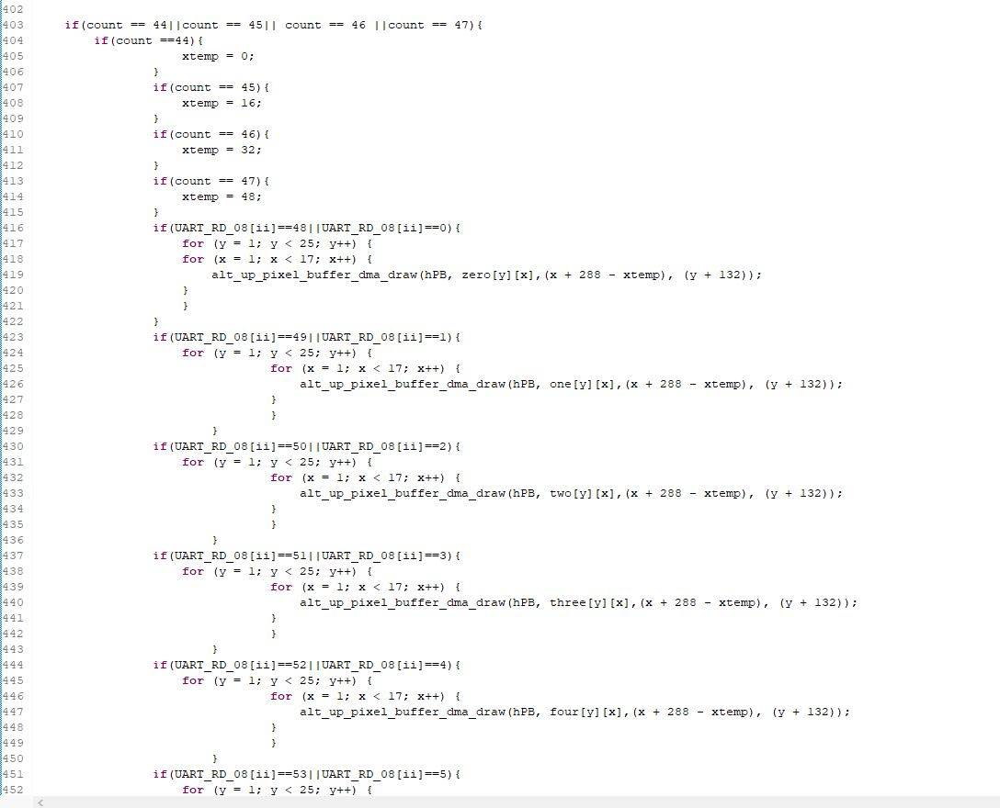 402
403 if(count == 44||count == 45|| count == 46 ||count == 47){
404 if(count ==44){
405 xtemp = 0;
406 }
407 if(count == 45){
408 xtemp = 16;
409 }
410 if(count == 46){
411 xtemp = 32;
412 }
413 if(count == 47){
414 xtemp = 48;
415 }
416 if(UART_RD_08[ii]==48||UART_RD_08[ii]==0){
417 for (y = 1; y < 25; y++) {
418 for (x = 1; x < 17; x++) {
419 alt_up_pixel_buffer_dma_draw(hPB, zero[y][x],(x + 288 - xtemp), (y + 132));
420 }
421 }
422 }
423 if(UART_RD_08[ii]==49||UART_RD_08[ii]==1){
424 for (y = 1; y < 25; y++) {
425 for (x = 1; x < 17; x++) {
426 alt_up_pixel_buffer_dma_draw(hPB, one[y][x],(x + 288 - xtemp), (y + 132));
427 }
428 }
429 }
430 if(UART_RD_08[ii]==50||UART_RD_08[ii]==2){
431 for (y = 1; y < 25; y++) {
432 for (x = 1; x < 17; x++) {
433 alt_up_pixel_buffer_dma_draw(hPB, two[y][x],(x + 288 - xtemp), (y + 132));
434 }
435 }
436 }
437 if(UART_RD_08[ii]==51||UART_RD_08[ii]==3){
438 for (y = 1; y < 25; y++) {
439 for (x = 1; x < 17; x++) {
440 alt_up_pixel_buffer_dma_draw(hPB, three[y][x],(x + 288 - xtemp), (y + 132));
441 }
442 }
443 }
444 if(UART_RD_08[ii]==52||UART_RD_08[ii]==4){
445 for (y = 1; y < 25; y++) {
446 for (x = 1; x < 17; x++) {
447 alt_up_pixel_buffer_dma_draw(hPB, four[y][x],(x + 288 - xtemp), (y + 132));
448 }
449 }
450 }
451 if(UART_RD_08[ii]==53||UART_RD_08[ii]==5){
452 for (y = 1; y < 25; y++) {